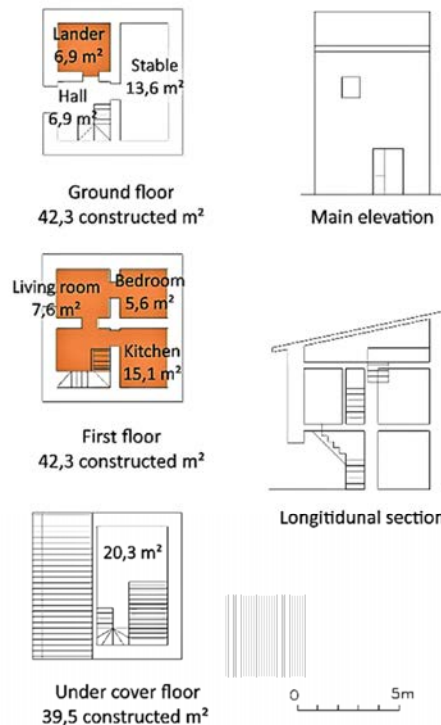 Lander
6,9 m²
Stable
13,6 m²
Hall
6,9 m²
Ground floor
42,3 constructed m²
Main elevation
Living room
7,6 m²
Bedroom
5,6 m²
Kitchen
15,1 m²
First floor
42,3 constructed m²
Longitidunal section
20,3 m²
Under cover floor
39,5 constructed m²
0 5m